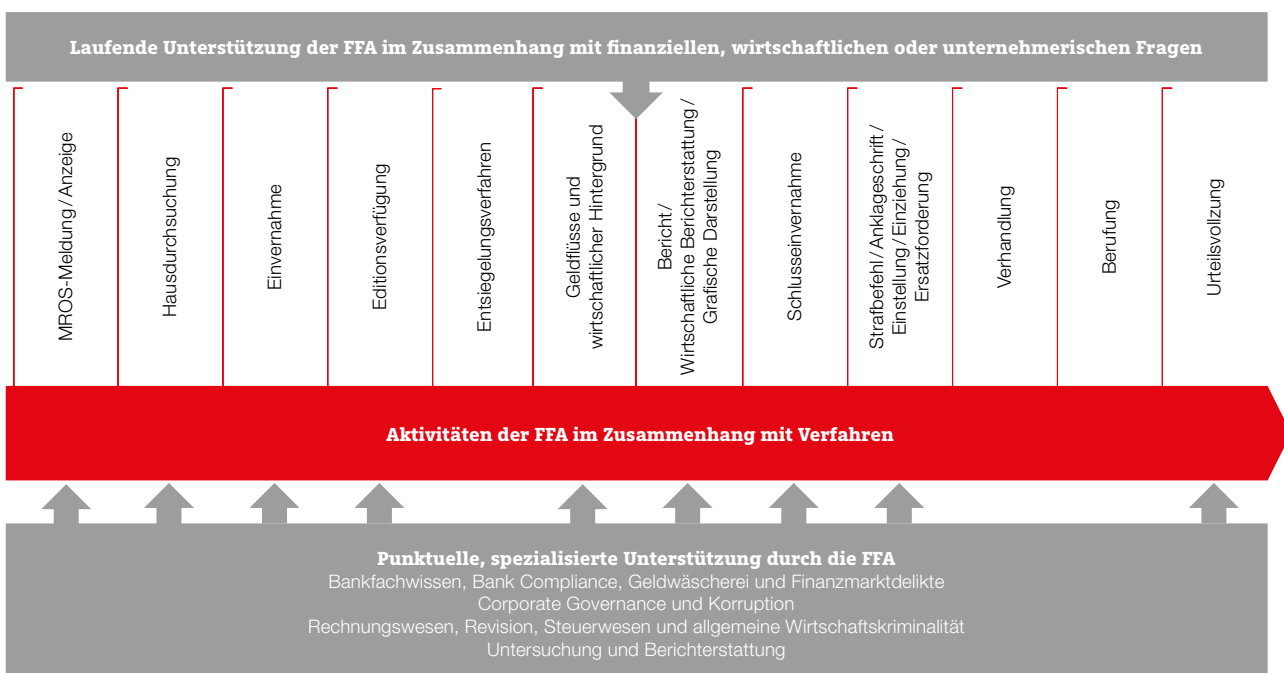 Laufende Unterstützung der FFA im Zusammenhang mit finanziellen, wirtschaftlichen oder unternehmerischen Fragen
MROS-Meldung / Anzeige
Hausdurchsuchung
Einvernahme
Editionsverfügung
Entsiegelungsverfahren
Geldflüsse und
wirtschaftlicher Hintergrund
Bericht /
Wirtschaftliche Berichterstattung /
Grafische Darstellung
Schlusseinvernahme
Strafbefehl / Anklageschrift /
Einstellung / Einziehung /
Ersatzforderung
Verhandlung
Berufung
Urteilsvollzung
Aktivitäten der FFA im Zusammenhang mit Verfahren
Punktuelle, spezialisierte Unterstützung durch die FFA
Bankfachwissen, Bank Compliance, Geldwäscherei und Finanzmarktdelikte
Corporate Governance und Korruption
Rechnungswesen, Revision, Steuerwesen und allgemeine Wirtschaftskriminalität
Untersuchung und Berichterstattung